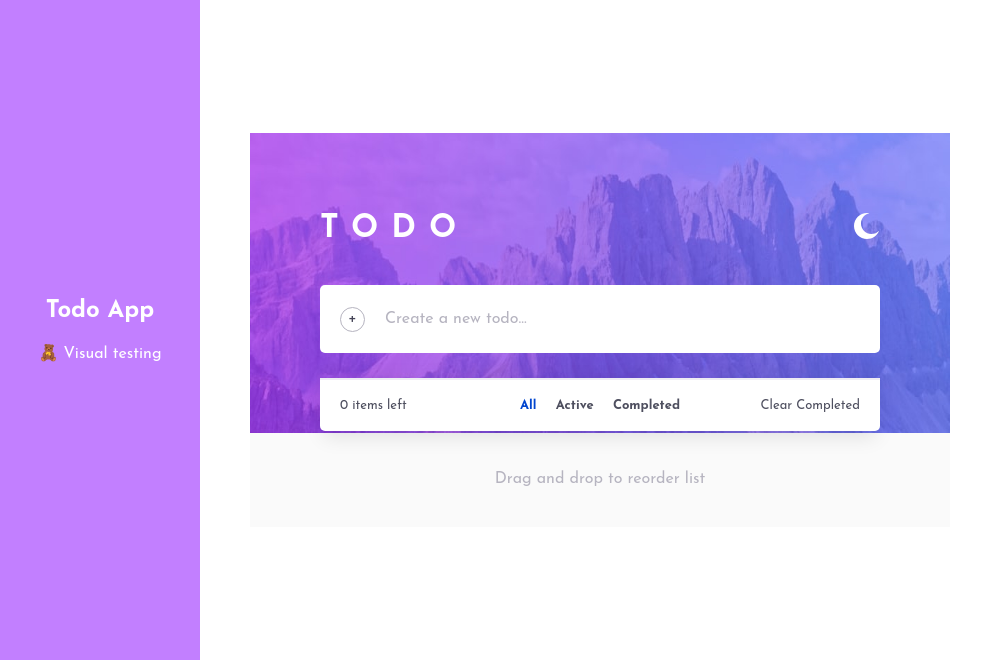 Todo App
🧸 Visual testing
TODO
+ Create a new todo...
0 items left All Active Completed Clear Completed
Drag and drop to reorder list